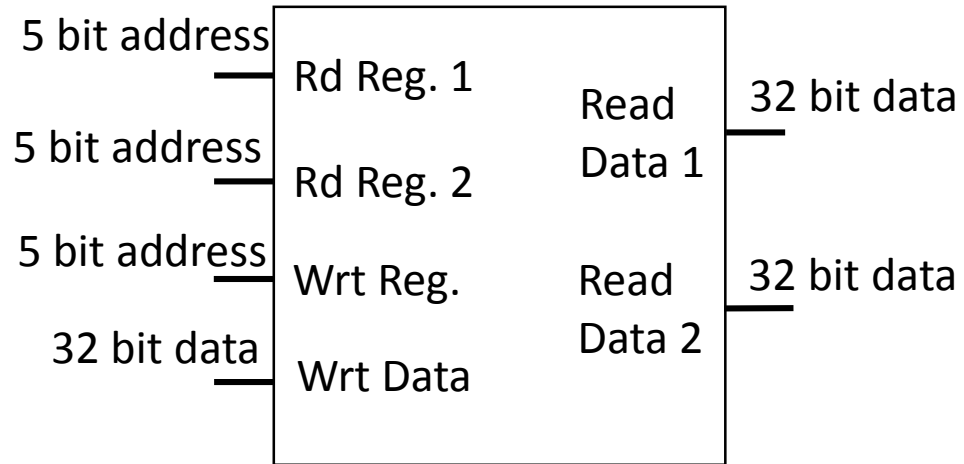 5 bit address
Rd Reg. 1
5 bit address
Rd Reg. 2
5 bit address
Wrt Reg.
32 bit data
Wrt Data
Read
Data 1
32 bit data
Read
Data 2
32 bit data